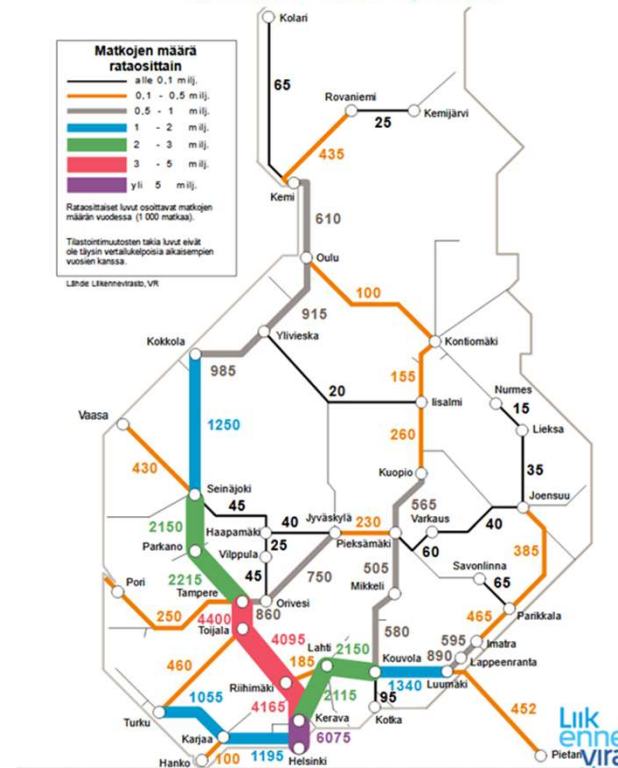 Matkojen määrä
rataosittain
alle 0,1 milj.
0,1 - 0,5 milj.
0,5 - 1 milj.
1 - 2 milj.
2 - 3 milj.
3 - 5 milj.
yli 5 milj.
Rataosittaiset luvut osoittavat matkojen
määrän vuodessa (1 000 matkaa).
Tilastointimuutosten takia luvut eivät
ole täysin vertailukelpoisia aikaisempien
vuosien kanssa.
Lähde Liikennevirasto, VR
Kolari
65
Rovaniemi
25
Kemijärvi
435
Kemi
610
Oulu
100
915
Kokkola
Ylivieska
Kontiomäki
985
155
20
Iisalmi
Nurmes
15
Vaasa
1250
Lieksa
260
430
Kuopio
35
Seinäjoki
Joensuu
45
565
2150
Haapamäki
40
Jyväskylä
230
Varkaus
40
Parkano
25
Pieksämäki
60
Vilppula
385
750
505
Savonlinna
2215
45
Mikkeli
65
Pori
Tampere
Orivesi
860
Parikkala
250
4400
465
Toijala
4095
580
595
Imatra
Lahti
2150
Kouvola
890
Lappeenranta
460
185
1340
Luumäki
Riihimäki
2115
95
1055
4165
Kerava
Kotka
452
Turku
Karjaa
6075
Hanko
100
1195
Helsinki
Pietari
Liik
enne
vira